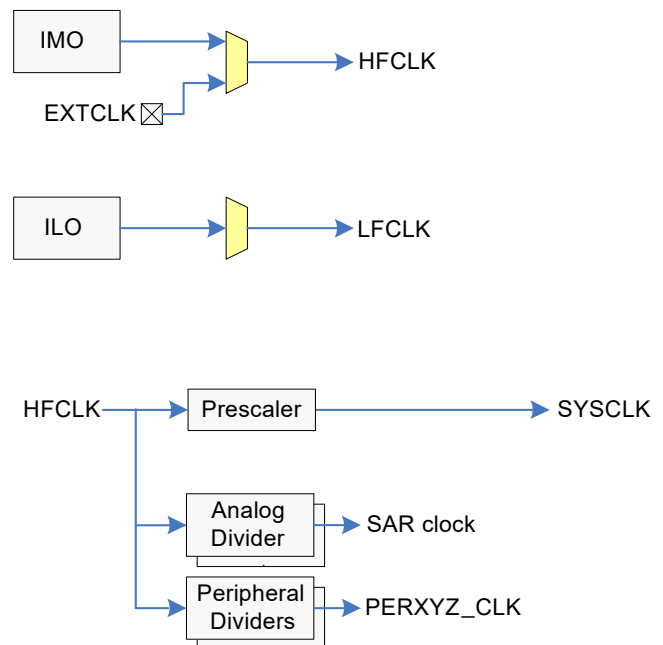 IMO
HFCLK
EXTCLK
ILO
LFCLK
HFCLK
Prescaler
SYSCLK
Analog
Divider
SAR clock
Peripheral
Dividers
PERXYZ_CLK